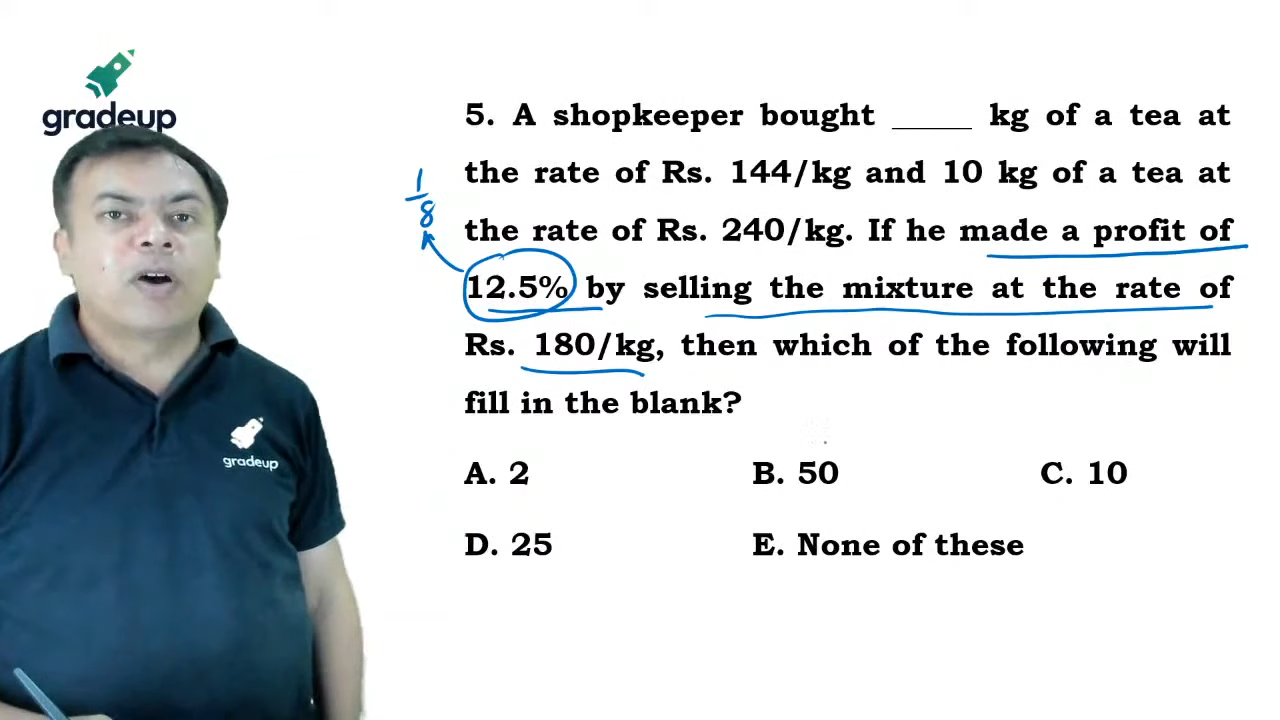 gradeup
5. A shopkeeper bought _____ kg of a tea at
the rate of Rs. 144/kg and 10 kg of a tea at
1
8
the rate of Rs. 240/kg. If he made a profit of
12.5% by selling the mixture at the rate of
Rs. 180/kg, then which of the following will
fill in the blank?
A. 2 B. 50 C. 10
D. 25 E. None of these
gradeup